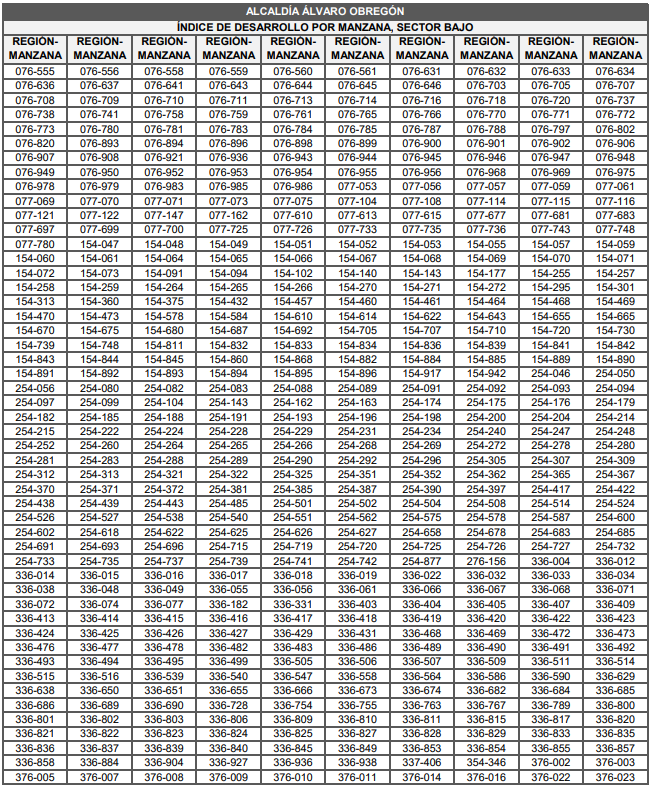 ALCALDÍA ÁLVARO OBREGÓN
ÍNDICE DE DESARROLLO POR MANZANA, SECTOR BAJO
REGIÓN- REGIÓN- REGIÓN- REGIÓN- REGIÓN- REGIÓN- REGIÓN- REGIÓN- REGIÓN- REGIÓN-
MANZANA MANZANA MANZANA MANZANA MANZANA MANZANA MANZANA MANZANA MANZANA MANZANA
076-555 076-556 076-558 076-559 076-560 076-561 076-631 076-632 076-633 076-634
076-636 076-637 076-641 076-643 076-644 076-645 076-646 076-703 076-705 076-707
076-708 076-709 076-710 076-711 076-713 076-714 076-716 076-718 076-720 076-737
076-738 076-741 076-758 076-759 076-761 076-765 076-766 076-770 076-771 076-772
076-773 076-780 076-781 076-783 076-784 076-785 076-787 076-788 076-797 076-802
076-820 076-893 076-894 076-896 076-898 076-899 076-900 076-901 076-902 076-906
076-907 076-908 076-921 076-936 076-943 076-944 076-945 076-946 076-947 076-948
076-949 076-950 076-952 076-953 076-954 076-955 076-956 076-968 076-969 076-975
076-978 076-979 076-983 076-985 076-986 077-053 077-056 077-057 077-059 077-061
077-069 077-070 077-071 077-073 077-075 077-104 077-108 077-114 077-115 077-116
077-121 077-122 077-147 077-162 077-610 077-613 077-615 077-677 077-681 077-683
077-697 077-699 077-700 077-725 077-726 077-733 077-735 077-736 077-743 077-748
077-780 154-047 154-048 154-049 154-051 154-052 154-053 154-055 154-057 154-059
154-060 154-061 154-064 154-065 154-066 154-067 154-068 154-069 154-070 154-071
154-072 154-073 154-091 154-094 154-102 154-140 154-143 154-177 154-255 154-257
154-258 154-259 154-264 154-265 154-266 154-270 154-271 154-272 154-295 154-301
154-313 154-360 154-375 154-432 154-457 154-460 154-461 154-464 154-468 154-469
154-470 154-473 154-578 154-584 154-610 154-614 154-622 154-643 154-655 154-665
154-670 154-675 154-680 154-687 154-692 154-705 154-707 154-710 154-720 154-730
154-739 154-748 154-811 154-832 154-833 154-834 154-836 154-839 154-841 154-842
154-843 154-844 154-845 154-860 154-868 154-882 154-884 154-885 154-889 154-890
154-891 154-892 154-893 154-894 154-895 154-896 154-917 154-942 254-046 254-050
254-056 254-080 254-082 254-083 254-088 254-089 254-091 254-092 254-093 254-094
254-097 254-099 254-104 254-143 254-162 254-163 254-174 254-175 254-176 254-179
254-182 254-185 254-188 254-191 254-193 254-196 254-198 254-200 254-204 254-214
254-215 254-222 254-224 254-228 254-229 254-231 254-234 254-240 254-247 254-248
254-252 254-260 254-264 254-265 254-266 254-268 254-269 254-272 254-278 254-280
254-281 254-283 254-288 254-289 254-290 254-292 254-296 254-305 254-307 254-309
254-312 254-313 254-321 254-322 254-325 254-351 254-352 254-362 254-365 254-367
254-370 254-371 254-372 254-381 254-385 254-387 254-390 254-397 254-417 254-422
254-438 254-439 254-443 254-485 254-501 254-502 254-504 254-508 254-514 254-524
254-526 254-527 254-538 254-540 254-551 254-562 254-575 254-578 254-587 254-600
254-602 254-618 254-622 254-625 254-626 254-627 254-658 254-678 254-683 254-685
254-691 254-693 254-696 254-715 254-719 254-720 254-725 254-726 254-727 254-732
254-733 254-735 254-737 254-739 254-741 254-742 254-877 276-156 336-004 336-012
336-014 336-015 336-016 336-017 336-018 336-019 336-022 336-032 336-033 336-034
336-038 336-048 336-049 336-055 336-056 336-061 336-066 336-067 336-068 336-071
336-072 336-074 336-077 336-182 336-331 336-403 336-404 336-405 336-407 336-409
336-413 336-414 336-415 336-416 336-417 336-418 336-419 336-420 336-422 336-423
336-424 336-425 336-426 336-427 336-429 336-431 336-468 336-469 336-472 336-473
336-476 336-477 336-478 336-482 336-483 336-486 336-489 336-490 336-491 336-492
336-493 336-494 336-495 336-499 336-505 336-506 336-507 336-509 336-511 336-514
336-515 336-516 336-539 336-540 336-547 336-558 336-564 336-586 336-590 336-629
336-638 336-650 336-651 336-655 336-666 336-673 336-674 336-682 336-684 336-685
336-686 336-689 336-690 336-728 336-754 336-755 336-763 336-767 336-789 336-800
336-801 336-802 336-803 336-806 336-809 336-810 336-811 336-815 336-817 336-820
336-821 336-822 336-823 336-824 336-825 336-827 336-828 336-829 336-833 336-835
336-836 336-837 336-839 336-840 336-845 336-849 336-853 336-854 336-855 336-857
336-858 336-884 336-904 336-927 336-936 336-938 337-406 354-346 376-002 376-003
376-005 376-007 376-008 376-009 376-010 376-011 376-014 376-016 376-022 376-023